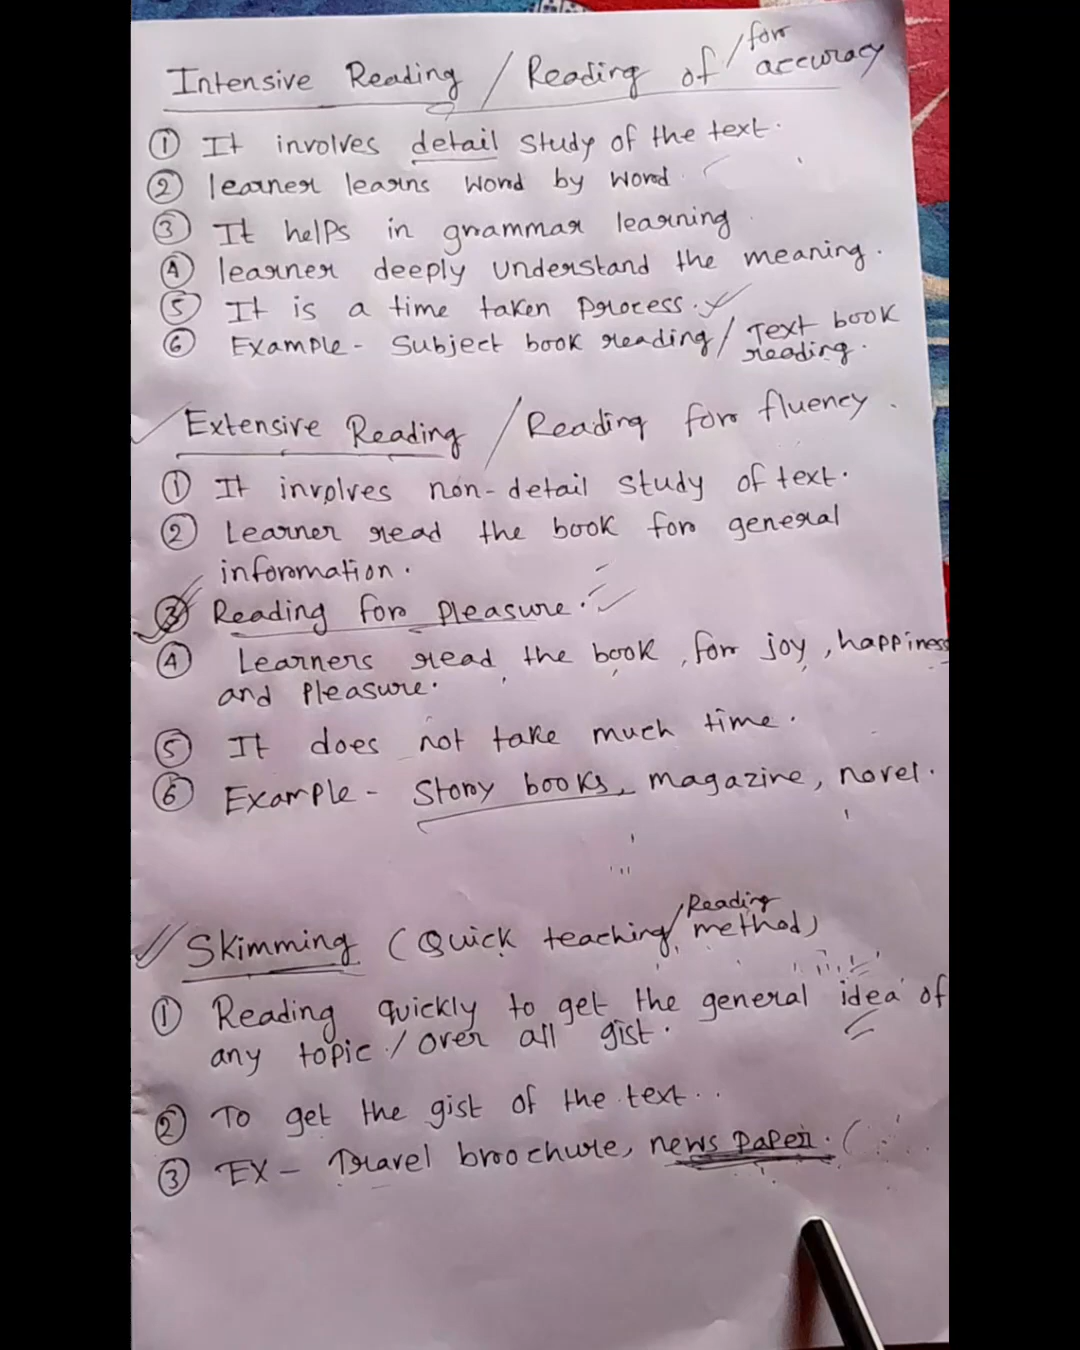 Intensive Reading / Reading of / for accuracy
① It involves detail study of the text.
② learner learns word by word
③ It helps in grammar learning
④ learner deeply understand the meaning.
⑤ It is a time taken process.
⑥ Example - Subject book reading / Text book reading.
Extensive Reading / Reading for fluency.
① It involves non-detail study of text.
② Learner read the book for general
information.
③ Reading for pleasure.
④ Learners read the book, for joy, happiness
and pleasure.
⑤ It does not take much time.
⑥ Example - Story books, magazine, novel.
Skimming (Quick teaching / Reading method)
① Reading quickly to get the general idea of
any topic / over all gist.
② To get the gist of the text..
③ EX - Travel brochure, news paper.